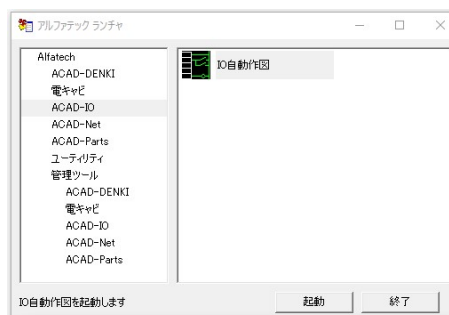 アルファテック ランチャ
Alfatech
ACAD-DENKI
電キャビ
ACAD-IO
ACAD-Net
ACAD-Parts
ユーティリティ
管理ツール
ACAD-DENKI
電キャビ
ACAD-IO
ACAD-Net
ACAD-Parts
IO自動作図
IO自動作図を起動します
起動
終了